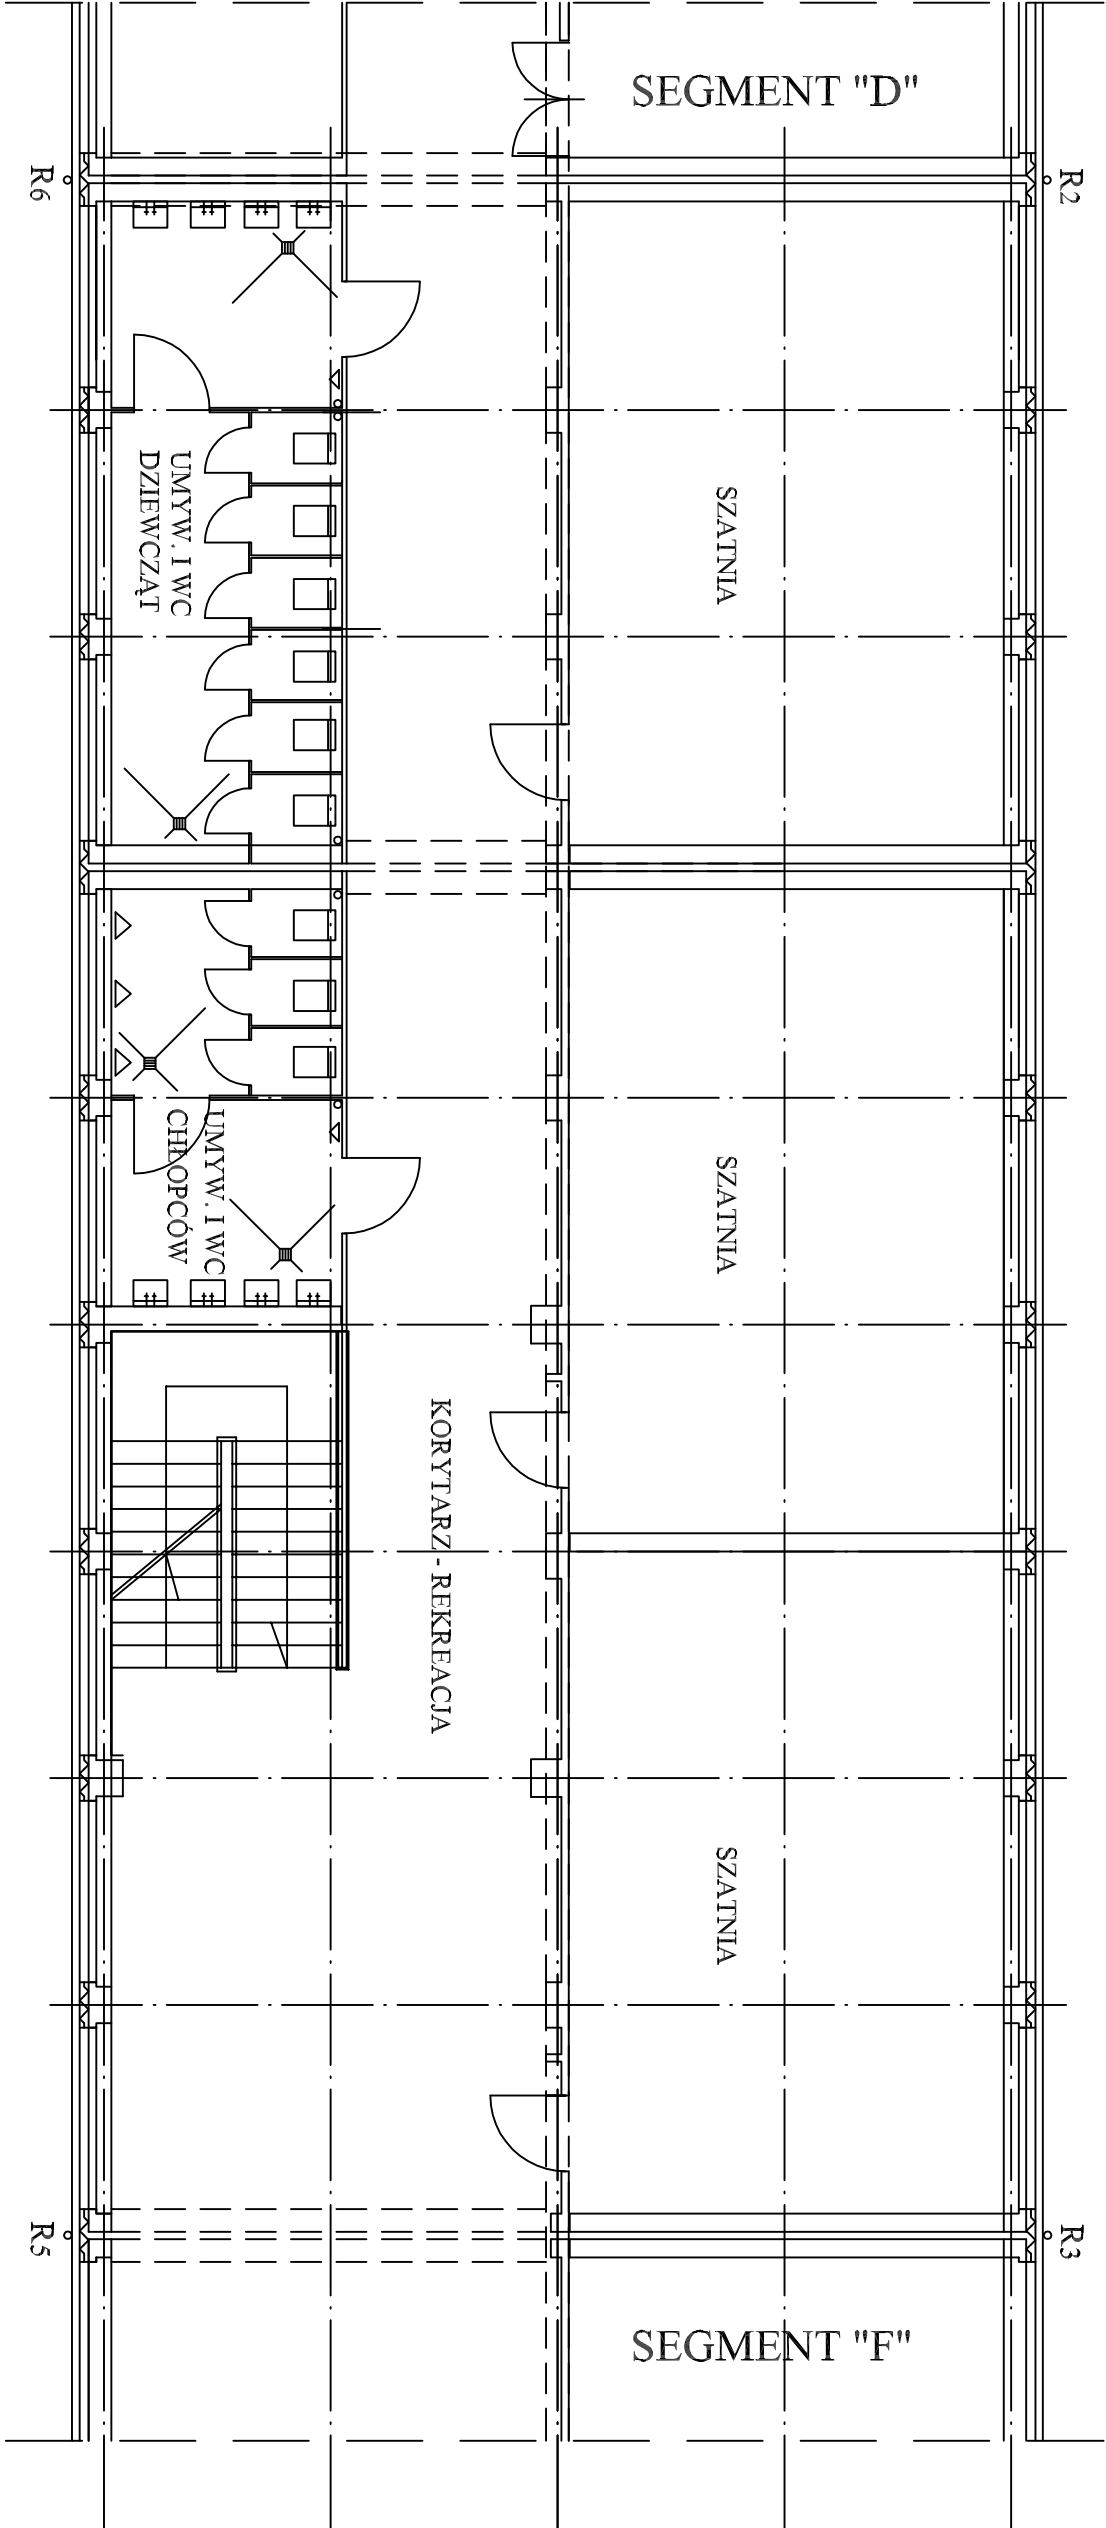 SEGMENT "D"
R6
R2
UMYW. I WC
DZIEWCZĄT
SZATNIA
UMYW. I WC
CHŁOPCÓW
SZATNIA
KORYTARZ - REKREACJA
SZATNIA
R5
R3
SEGMENT "F"